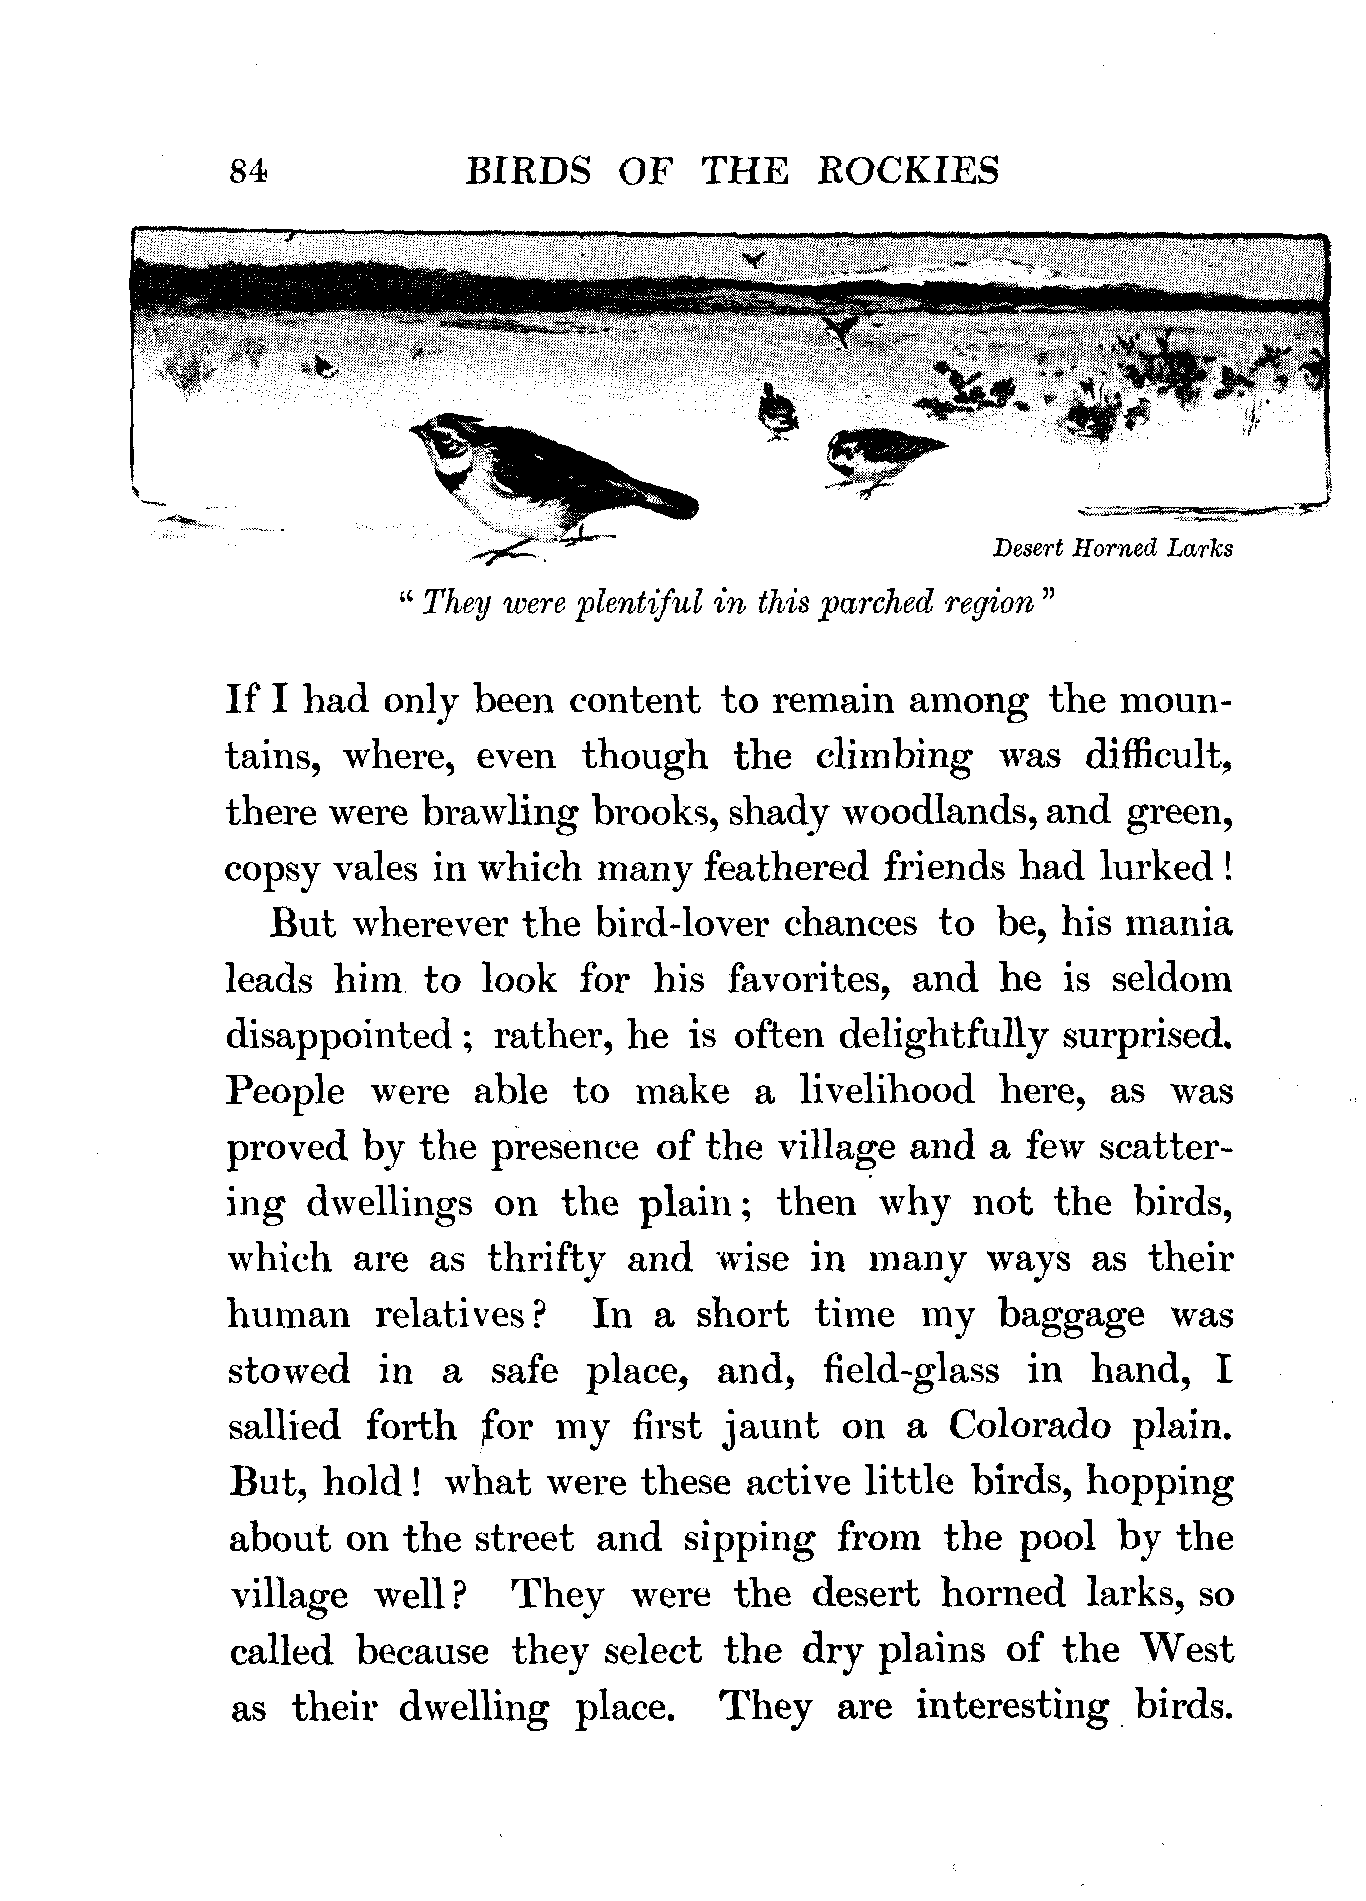 84 BIRDS OF THE ROCKIES
Desert Horned Larks
“ They were plentiful in this parched region ”
If I had only been content to remain among the moun-
tains, where, even though the climbing was difficult,
there were brawling brooks, shady woodlands, and green,
copsy vales in which many feathered friends had lurked !
But wherever the bird-lover chances to be, his mania
leads him to look for his favorites, and he is seldom
disappointed ; rather, he is often delightfully surprised.
People were able to make a livelihood here, as was
proved by the presence of the village and a few scatter-
ing dwellings on the plain ; then why not the birds,
which are as thrifty and wise in many ways as their
human relatives ? In a short time my baggage was
stowed in a safe place, and, field-glass in hand, I
sallied forth for my first jaunt on a Colorado plain.
But, hold ! what were these active little birds, hopping
about on the street and sipping from the pool by the
village well ? They were the desert horned larks, so
called because they select the dry plains of the West
as their dwelling place. They are interesting birds.